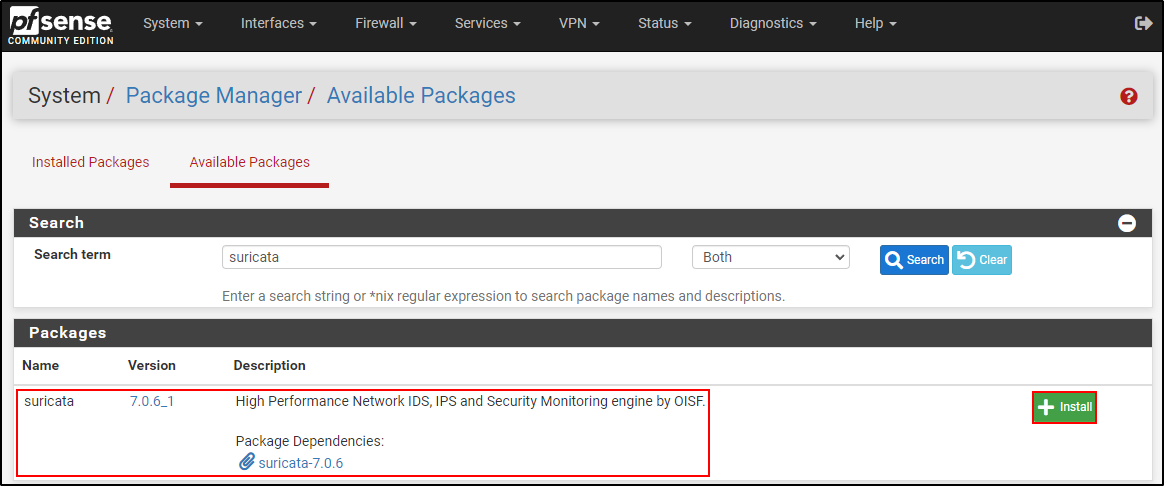 pfsense
COMMUNITY EDITION
System Interfaces Firewall Services VPN Status Diagnostics Help
System / Package Manager / Available Packages
Installed Packages Available Packages
Search
Search term suricata Both Search Clear
Enter a search string or *nix regular expression to search package names and descriptions.
Packages
Name Version Description
suricata 7.0.6_1 High Performance Network IDS, IPS and Security Monitoring engine by OISF. Install
Package Dependencies:
suricata-7.0.6